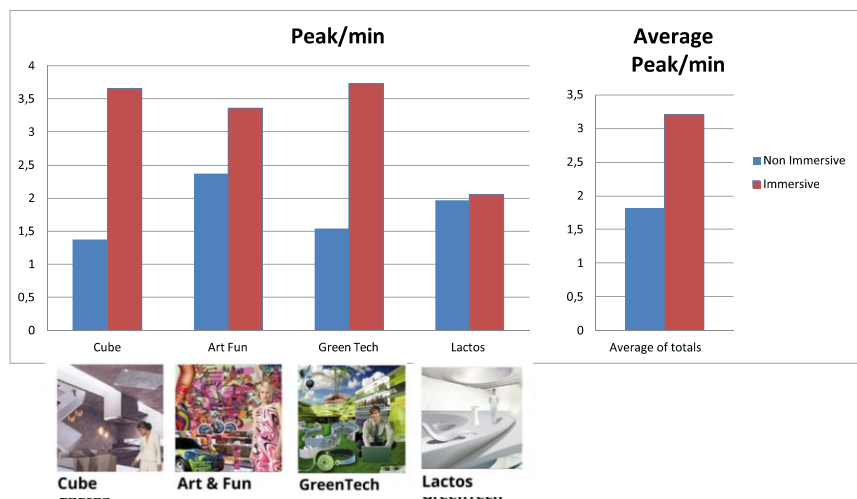 Peak/min
4
3,5
3
2,5
2
1,5
1
0,5
0
Cube
Art Fun
Green Tech
Lactos
Average
Peak/min
3,5
3
2,5
2
1,5
1
0,5
0
Average of totals
Non Immersive
Immersive
Cube
Art & Fun
GreenTech
Lactos